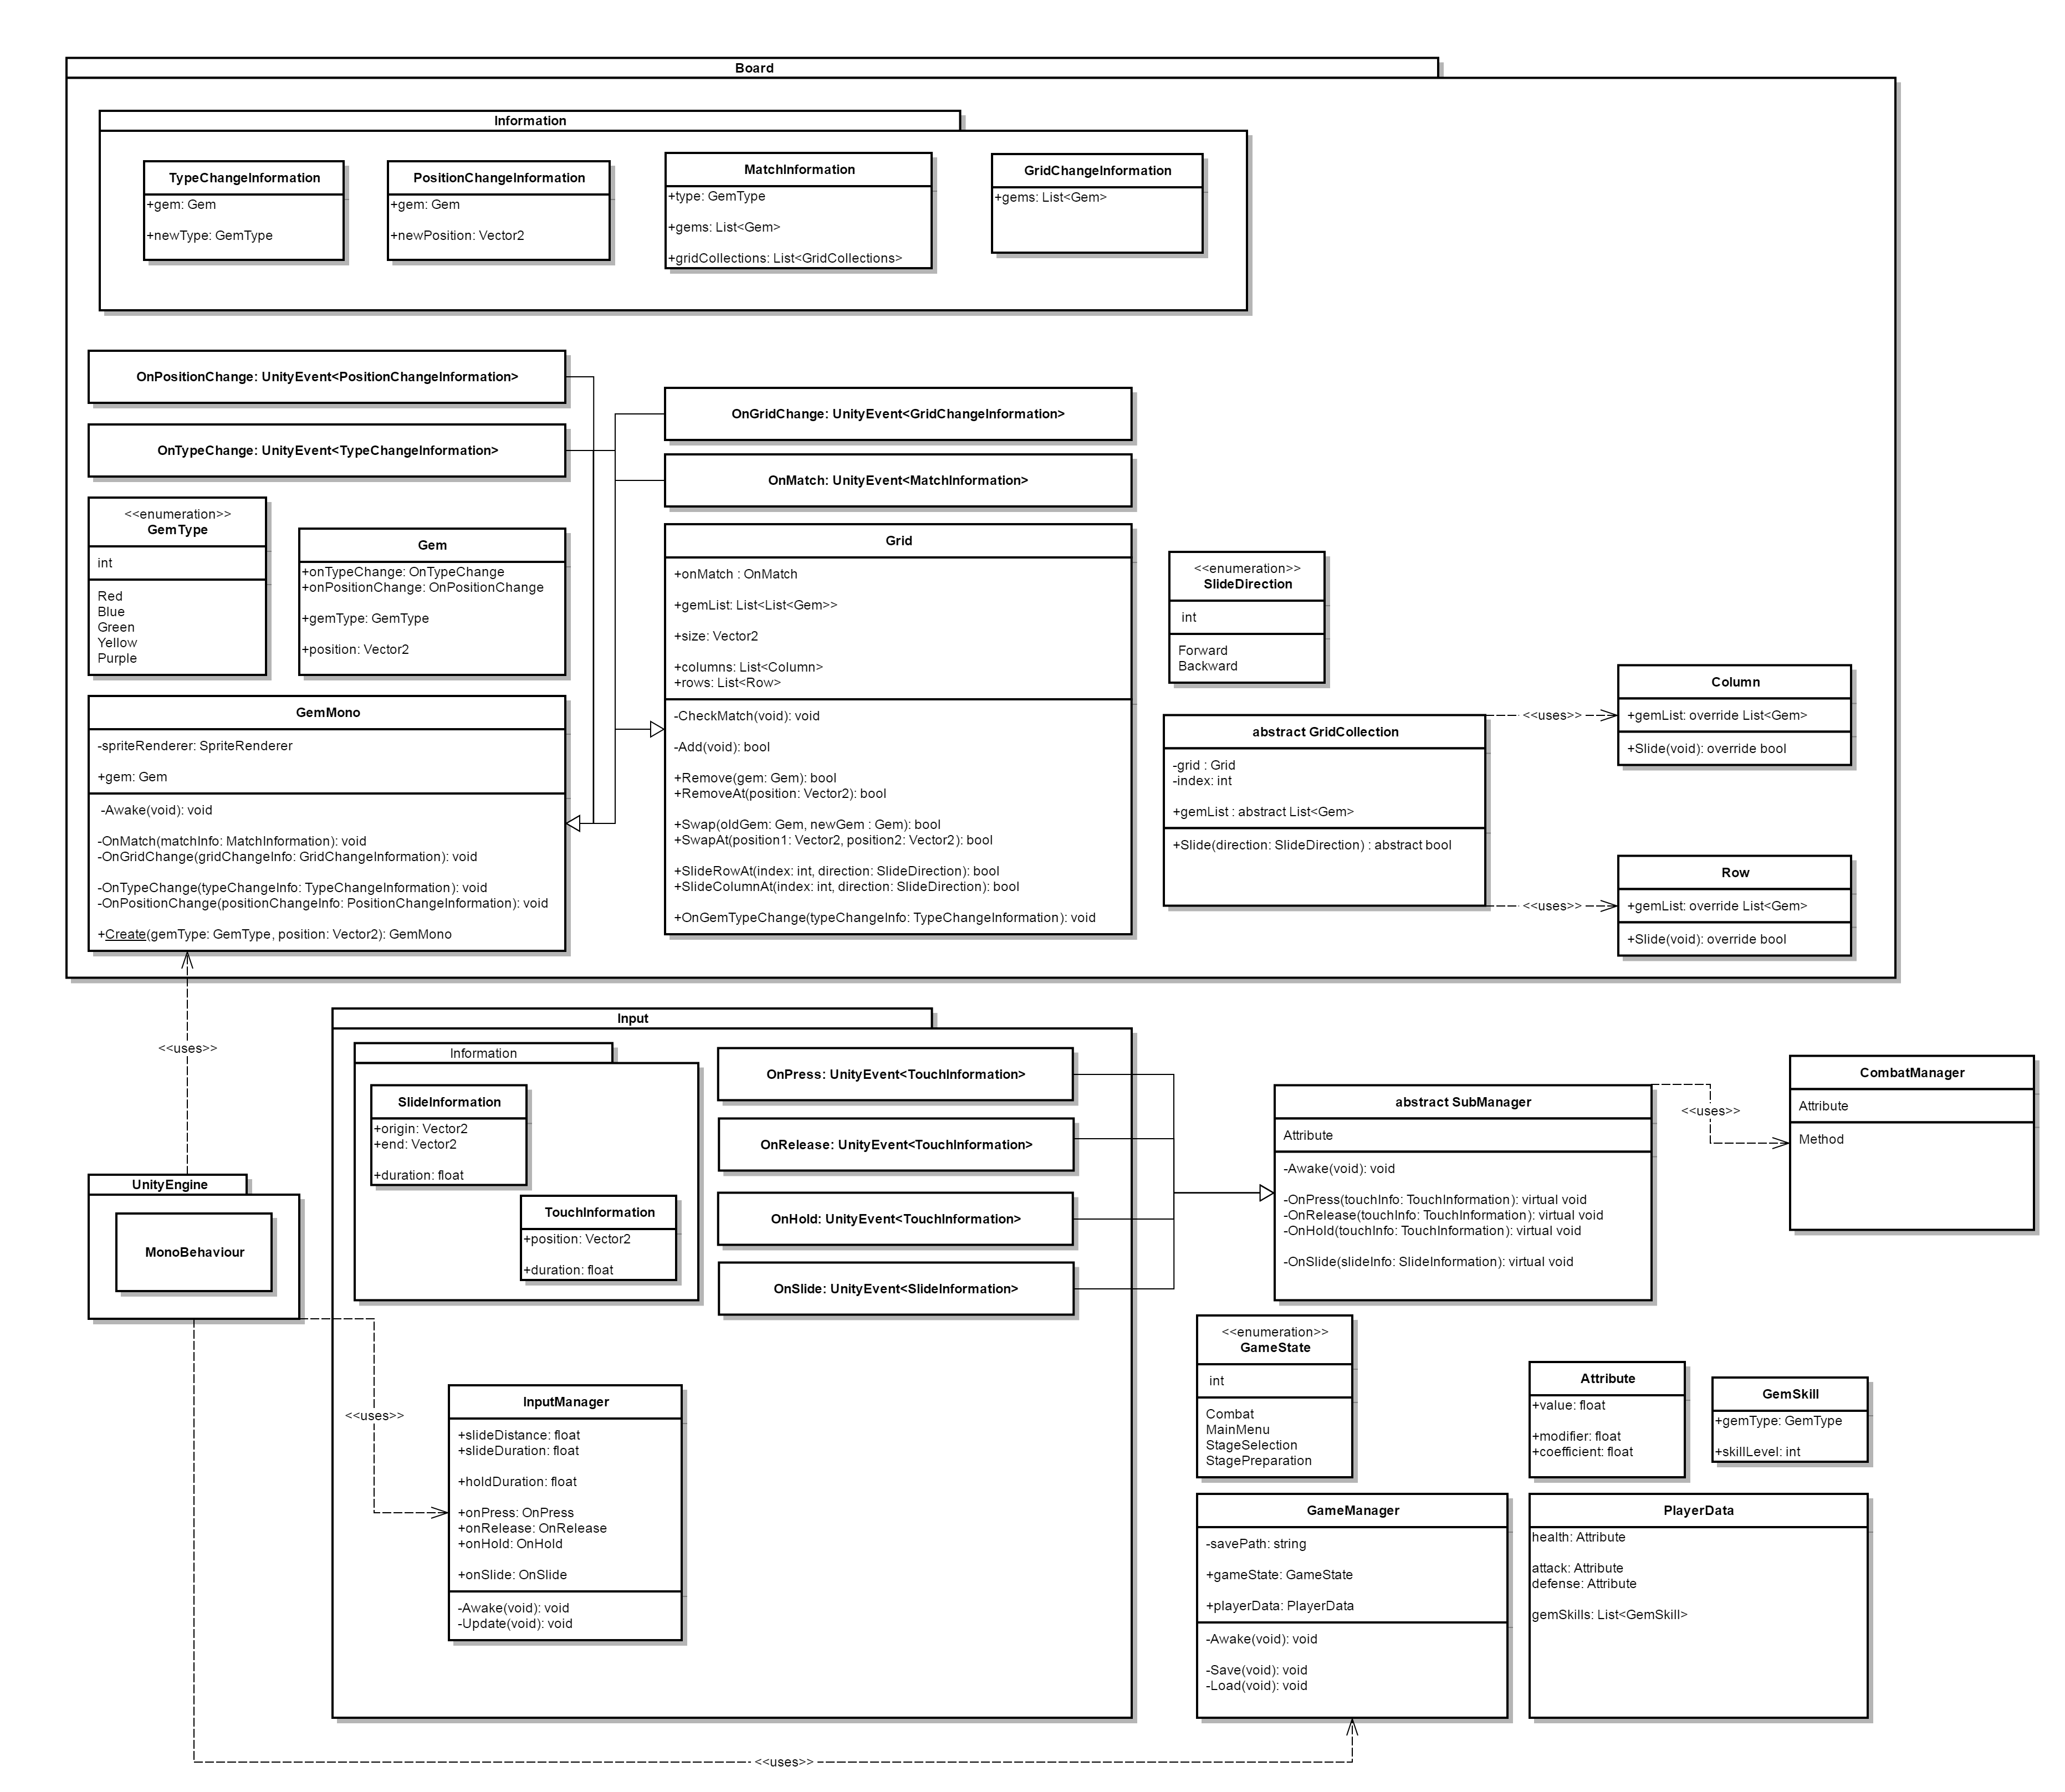 Board
Information
TypeChangeInformation
+gem: Gem
+newType: GemType
PositionChangeInformation
+gem: Gem
+newPosition: Vector2
MatchInformation
+type: GemType
+gems: List<Gem>
+gridCollections: List<GridCollections>
GridChangeInformation
+gems: List<Gem>
OnPositionChange: UnityEvent<PositionChangeInformation>
OnTypeChange: UnityEvent<TypeChangeInformation>
OnGridChange: UnityEvent<GridChangeInformation>
OnMatch: UnityEvent<MatchInformation>
<<enumeration>>
GemType
int
Red
Blue
Green
Yellow
Purple
Gem
+onTypeChange: OnTypeChange
+onPositionChange: OnPositionChange
+gemType: GemType
+position: Vector2
GemMono
-spriteRenderer: SpriteRenderer
+gem: Gem
-Awake(void): void
-OnMatch(matchInfo: MatchInformation): void
-OnGridChange(gridChangeInfo: GridChangeInformation): void
-OnTypeChange(typeChangeInfo: TypeChangeInformation): void
-OnPositionChange(positionChangeInfo: PositionChangeInformation): void
+Create(gemType: GemType, position: Vector2): GemMono
Grid
+onMatch : OnMatch
+gemList: List<List<Gem>>
+size: Vector2
+columns: List<Column>
+rows: List<Row>
-CheckMatch(void): void
-Add(void): bool
+Remove(gem: Gem): bool
+RemoveAt(position: Vector2): bool
+Swap(oldGem: Gem, newGem : Gem): bool
+SwapAt(position1: Vector2, position2: Vector2): bool
+SlideRowAt(index: int, direction: SlideDirection): bool
+SlideColumnAt(index: int, direction: SlideDirection): bool
+OnGemTypeChange(typeChangeInfo: TypeChangeInformation): void
<<enumeration>>
SlideDirection
int
Forward
Backward
abstract GridCollection
-grid : Grid
-index: int
+gemList : abstract List<Gem>
+Slide(direction: SlideDirection) : abstract bool
<<uses>>
<<uses>>
Column
+gemList: override List<Gem>
+Slide(void): override bool
Row
+gemList: override List<Gem>
+Slide(void): override bool
<<uses>>
Input
Information
SlideInformation
+origin: Vector2
+end: Vector2
+duration: float
TouchInformation
+position: Vector2
+duration: float
OnPress: UnityEvent<TouchInformation>
OnRelease: UnityEvent<TouchInformation>
OnHold: UnityEvent<TouchInformation>
OnSlide: UnityEvent<SlideInformation>
abstract SubManager
Attribute
-Awake(void): void
-OnPress(touchInfo: TouchInformation): virtual void
-OnRelease(touchInfo: TouchInformation): virtual void
-OnHold(touchInfo: TouchInformation): virtual void
-OnSlide(slideInfo: SlideInformation): virtual void
<<uses>>
CombatManager
Attribute
Method
UnityEngine
MonoBehaviour
<<uses>>
InputManager
+slideDistance: float
+slideDuration: float
+holdDuration: float
+onPress: OnPress
+onRelease: OnRelease
+onHold: OnHold
+onSlide: OnSlide
-Awake(void): void
-Update(void): void
<<enumeration>>
GameState
int
Combat
MainMenu
StageSelection
StagePreparation
Attribute
+value: float
+modifier: float
+coefficient: float
GemSkill
+gemType: GemType
+skillLevel: int
GameManager
-savePath: string
+gameState: GameState
+playerData: PlayerData
-Awake(void): void
-Save(void): void
-Load(void): void
PlayerData
health: Attribute
attack: Attribute
defense: Attribute
gemSkills: List<GemSkill>
<<uses>>